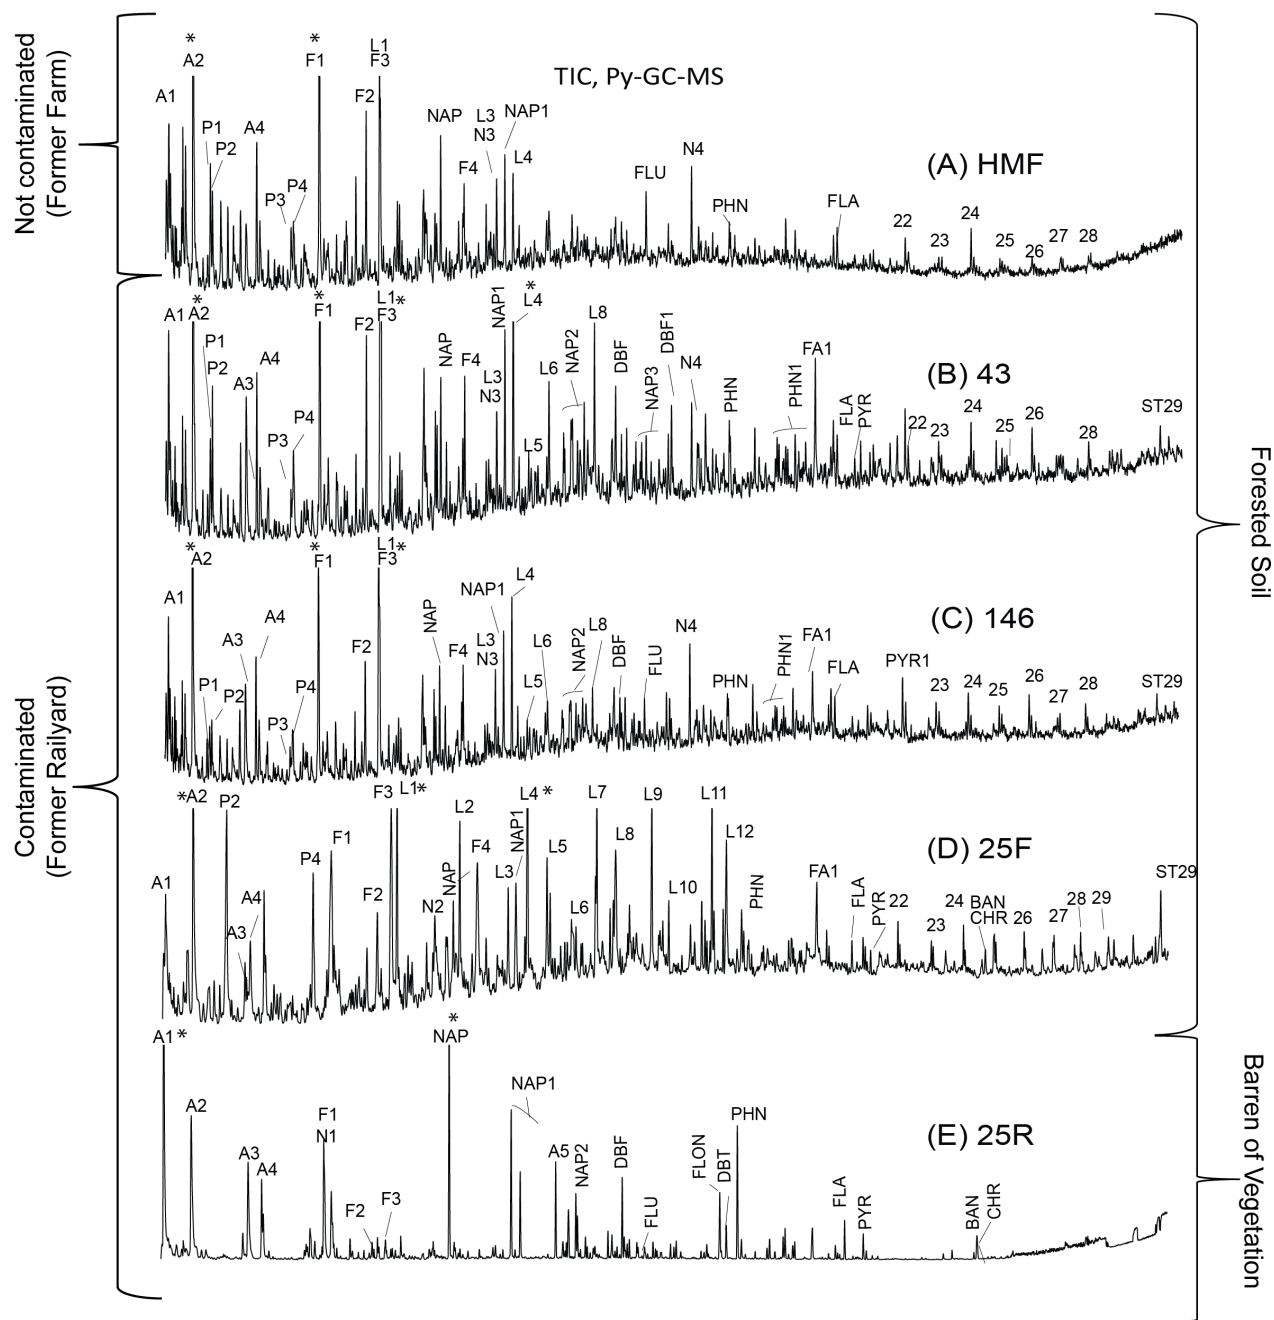 Not contaminated
(Former Farm)
Contaminated
(Former Railyard)
Forested Soil
Barren of Vegetation
TIC, Py-GC-MS
(A) HMF
*
*
L1
A2
F1
F3
A1
F2
P1
P2
A4
P3
P4
NAP
L3
N3
NAP1
F4
L4
FLU
N4
PHN
FLA
22
23
24
25
26
27
28
(B) 43
A1
*
A2
P1
P2
A3
A4
P3
P4
*
F1
F2
L1
F3
*
NAP
F4
L3
N3
NAP1
*
L4
L5
L6
NAP2
L8
DBF
NAP3
DBF1
N4
PHN
PHN1
FA1
FLA
PYR
22
23
24
25
26
28
ST29
(C) 146
A1
*
A2
P1
P2
A3
A4
P3
P4
*
F1
F2
L1
F3
*
NAP
F4
NAP1
L3
N3
L4
L5
L6
NAP2
L8
DBF
FLU
N4
PHN
PHN1
FA1
FLA
PYR1
23
24
25
26
27
28
ST29
(D) 25F
A1
*A2
P2
A3
A4
P4
F1
F2
F3
L1*
N2
NAP
L2
F4
L3
NAP1
L4
*
L5
L6
L7
L8
L9
L10
L11
L12
PHN
FA1
FLA
PYR
22
23
24
BAN
CHR
26
27
28
29
ST29
(E) 25R
A1
*
A2
A3
A4
F1
N1
F2
F3
*
NAP
NAP1
A5
NAP2
DBF
FLU
FLON
DBT
PHN
FLA
PYR
BAN
CHR